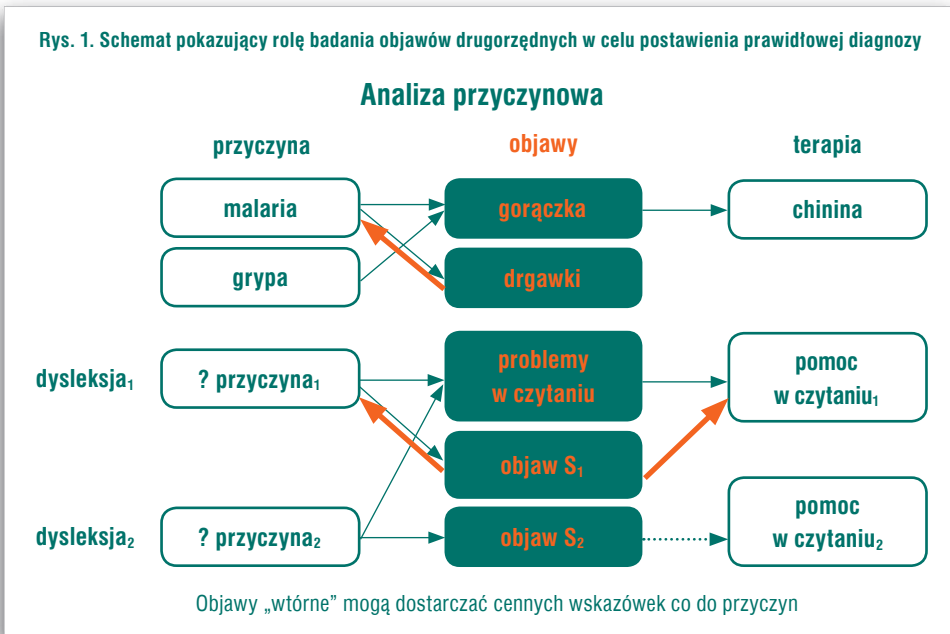 Rys. 1. Schemat pokazujący rolę badania objawów drugorzędnych w celu postawienia prawidłowej diagnozy
Analiza przyczynowa
przyczyna objawy terapia
malaria gorączka chinina
grypa drgawki
dysleksja₁ ? przyczyna₁ problemy
w czytaniu
pomoc
w czytaniu₁
objaw S₁
dysleksja₂ ? przyczyna₂ objaw S₂
pomoc
w czytaniu₂
Objawy „wtórne” mogą dostarczać cennych wskazówek co do przyczyn